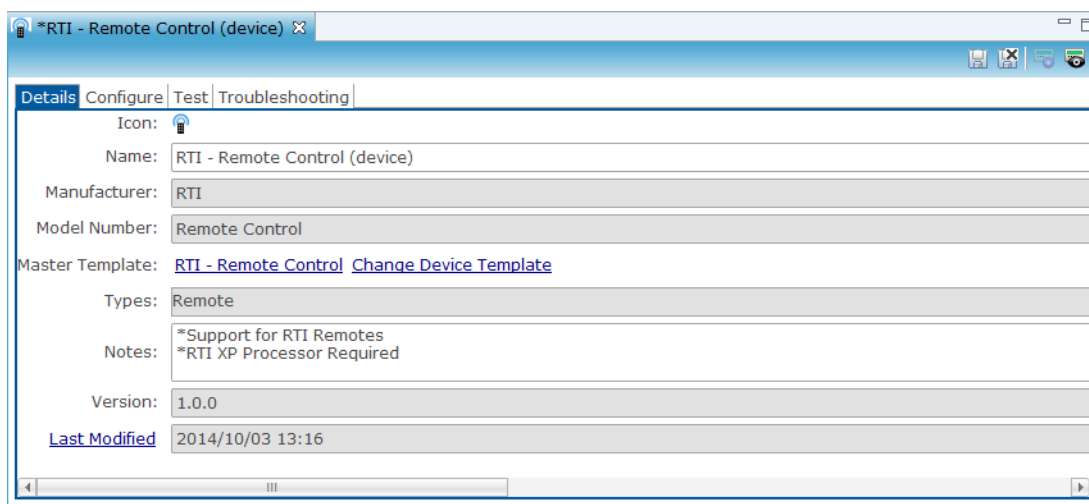 *RTI - Remote Control (device)
Details Configure Test Troubleshooting
Icon:
Name: RTI - Remote Control (device)
Manufacturer: RTI
Model Number: Remote Control
Master Template: RTI - Remote Control Change Device Template
Types: Remote
Notes: *Support for RTI Remotes
*RTI XP Processor Required
Version: 1.0.0
Last Modified 2014/10/03 13:16